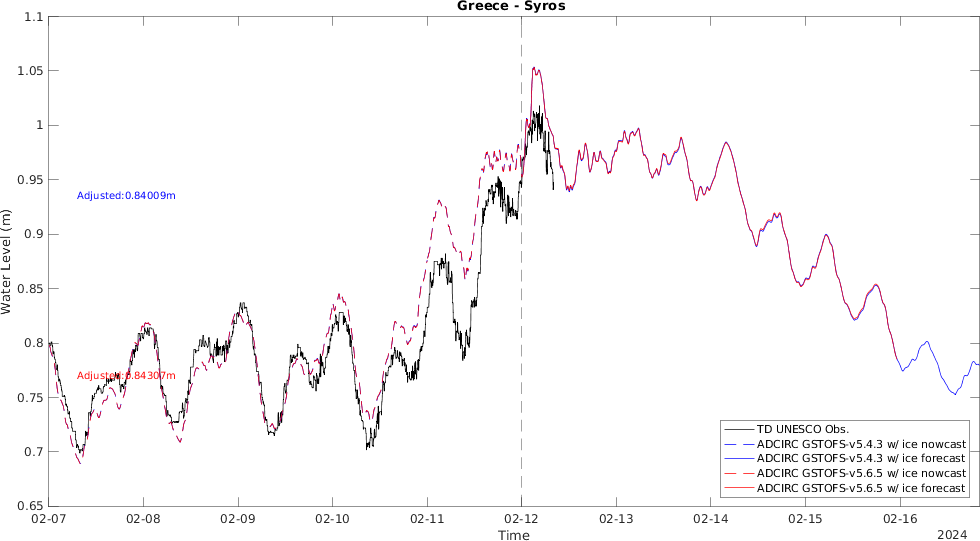 Greece - Syros
1.1
1.05
1
0.95
0.9
0.85
0.8
0.75
0.7
0.65
Water Level (m)
Adjusted:0.84009m
Adjusted:0.84307m
TD UNESCO Obs.
ADCIRC GSTOFS-v5.4.3 w/ ice nowcast
ADCIRC GSTOFS-v5.4.3 w/ ice forecast
ADCIRC GSTOFS-v5.6.5 w/ ice nowcast
ADCIRC GSTOFS-v5.6.5 w/ ice forecast
02-07 02-08 02-09 02-10 02-11 02-12 02-13 02-14 02-15 02-16
Time
2024